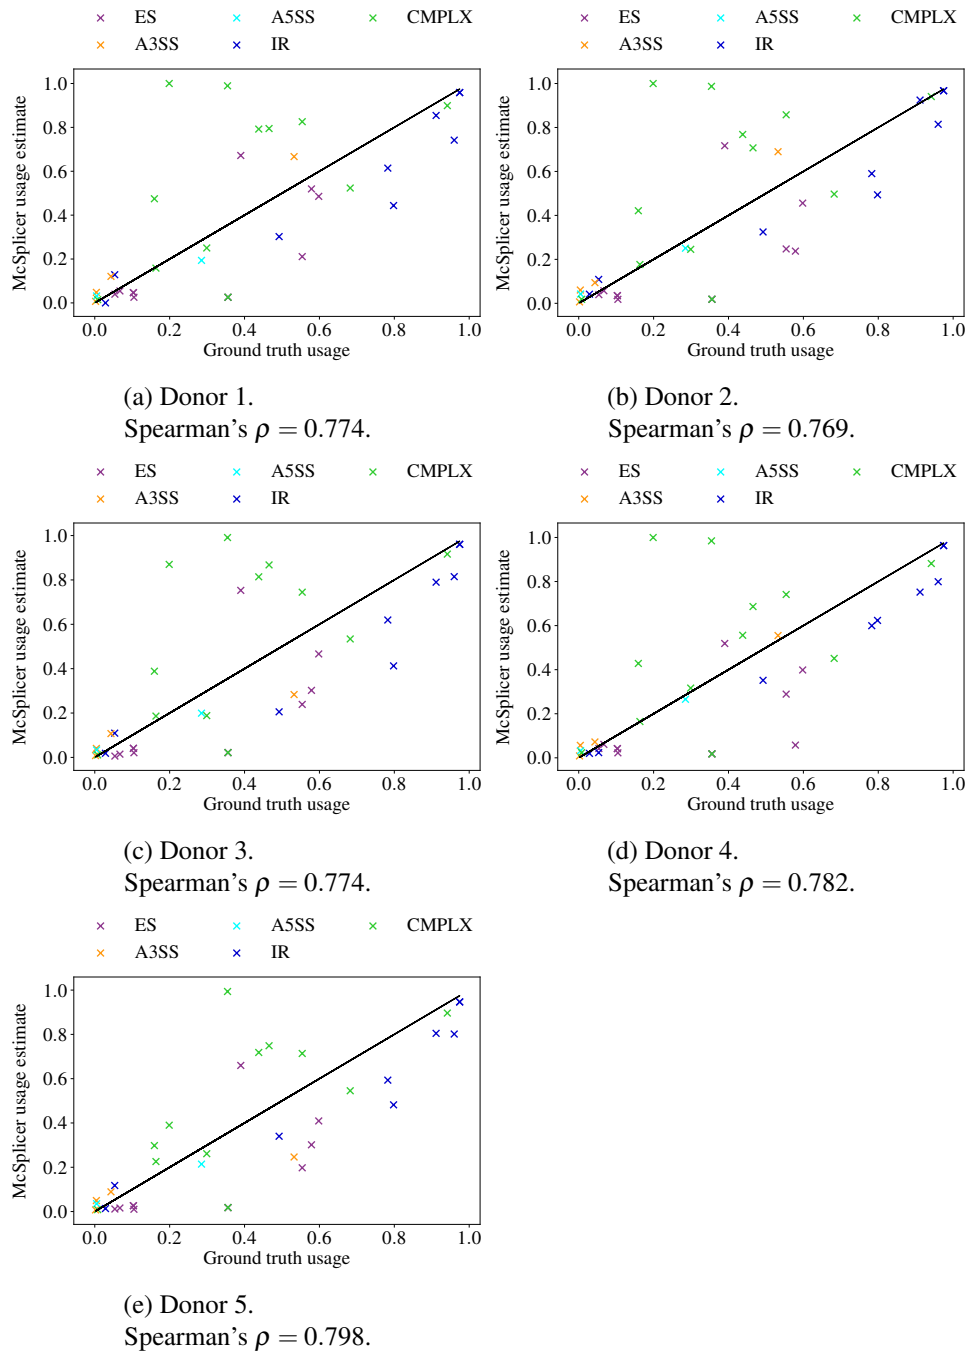 ES A5SS CMPLX
A3SS IR
McSplicer usage estimate
1.0
0.8
0.6
0.4
0.2
0.0
0.0 0.2 0.4 0.6 0.8 1.0
Ground truth usage
(a) Donor 1.
Spearman's ρ = 0.774.
ES A5SS CMPLX
A3SS IR
McSplicer usage estimate
1.0
0.8
0.6
0.4
0.2
0.0
0.0 0.2 0.4 0.6 0.8 1.0
Ground truth usage
(b) Donor 2.
Spearman's ρ = 0.769.
ES A5SS CMPLX
A3SS IR
McSplicer usage estimate
1.0
0.8
0.6
0.4
0.2
0.0
0.0 0.2 0.4 0.6 0.8 1.0
Ground truth usage
(c) Donor 3.
Spearman's ρ = 0.774.
ES A5SS CMPLX
A3SS IR
McSplicer usage estimate
1.0
0.8
0.6
0.4
0.2
0.0
0.0 0.2 0.4 0.6 0.8 1.0
Ground truth usage
(d) Donor 4.
Spearman's ρ = 0.782.
ES A5SS CMPLX
A3SS IR
McSplicer usage estimate
1.0
0.8
0.6
0.4
0.2
0.0
0.0 0.2 0.4 0.6 0.8 1.0
Ground truth usage
(e) Donor 5.
Spearman's ρ = 0.798.